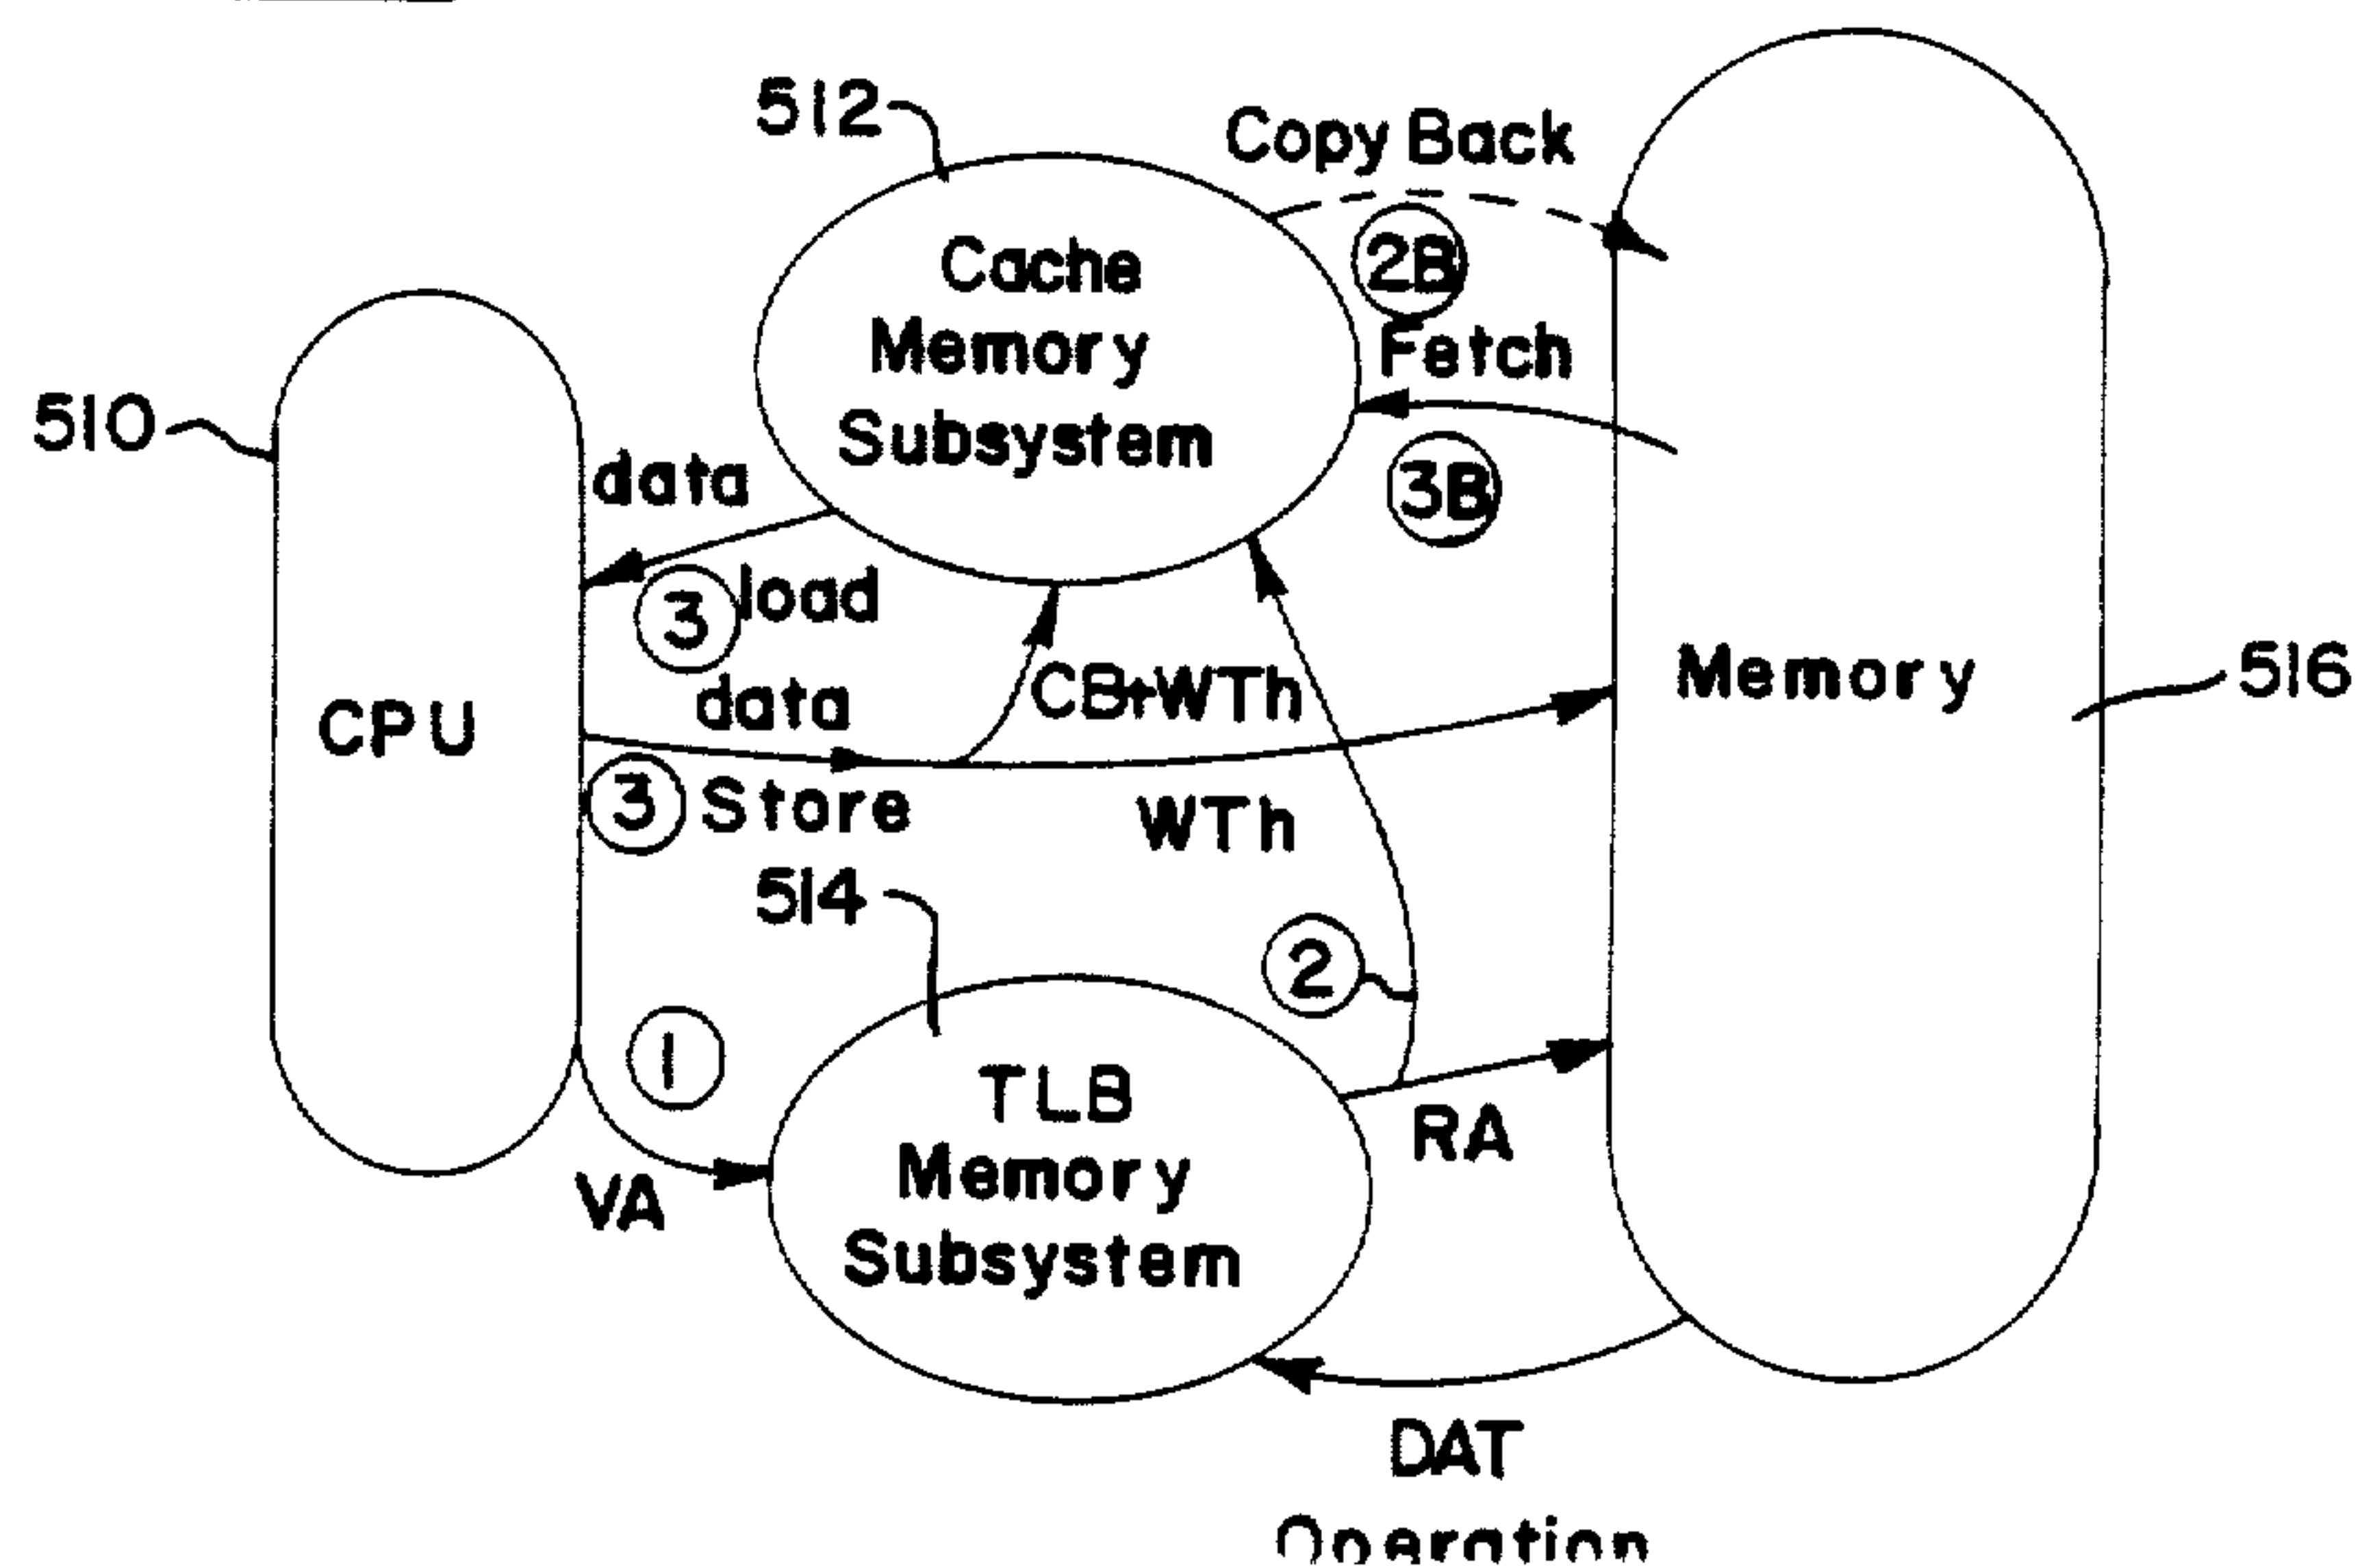 512
Copy Back
2B
Cache
Memory
Subsystem
Fetch
3B
510
data
3 load
data
CB+WTh
CPU
Memory
516
3 Store
WTh
514
2
1
TLB
Memory
Subsystem
RA
VA
DAT
Operation